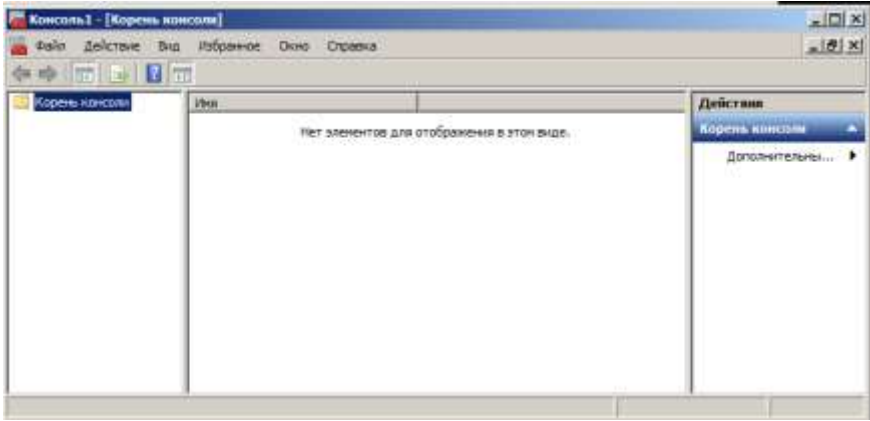 Консоль1 - [Корень консоли]
Файл Действие Вид Избранное Окно Справка
Корень консоли
Имя
Нет элементов для отображения в этом виде.
Действия
Корень консоли
Дополнительны...